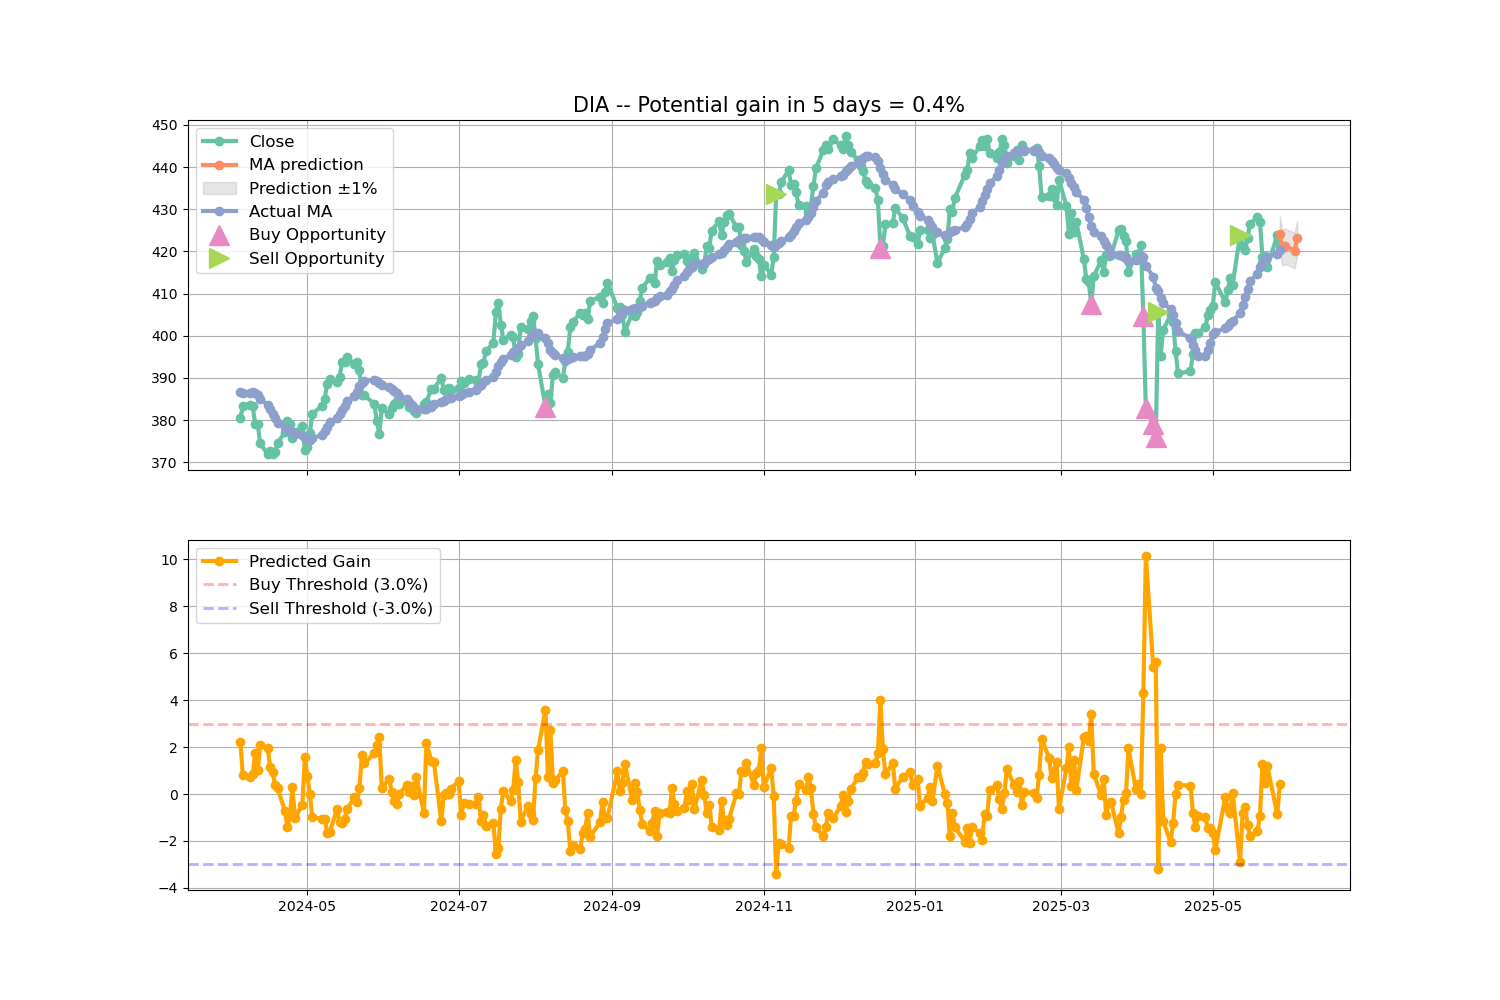 DIA -- Potential gain in 5 days = 0.4%
450
440
430
420
410
400
390
380
370
Close
MA prediction
Prediction ±1%
Actual MA
Buy Opportunity
Sell Opportunity
10
8
6
4
2
0
−2
−4
Predicted Gain
Buy Threshold (3.0%)
Sell Threshold (-3.0%)
2024-05
2024-07
2024-09
2024-11
2025-01
2025-03
2025-05